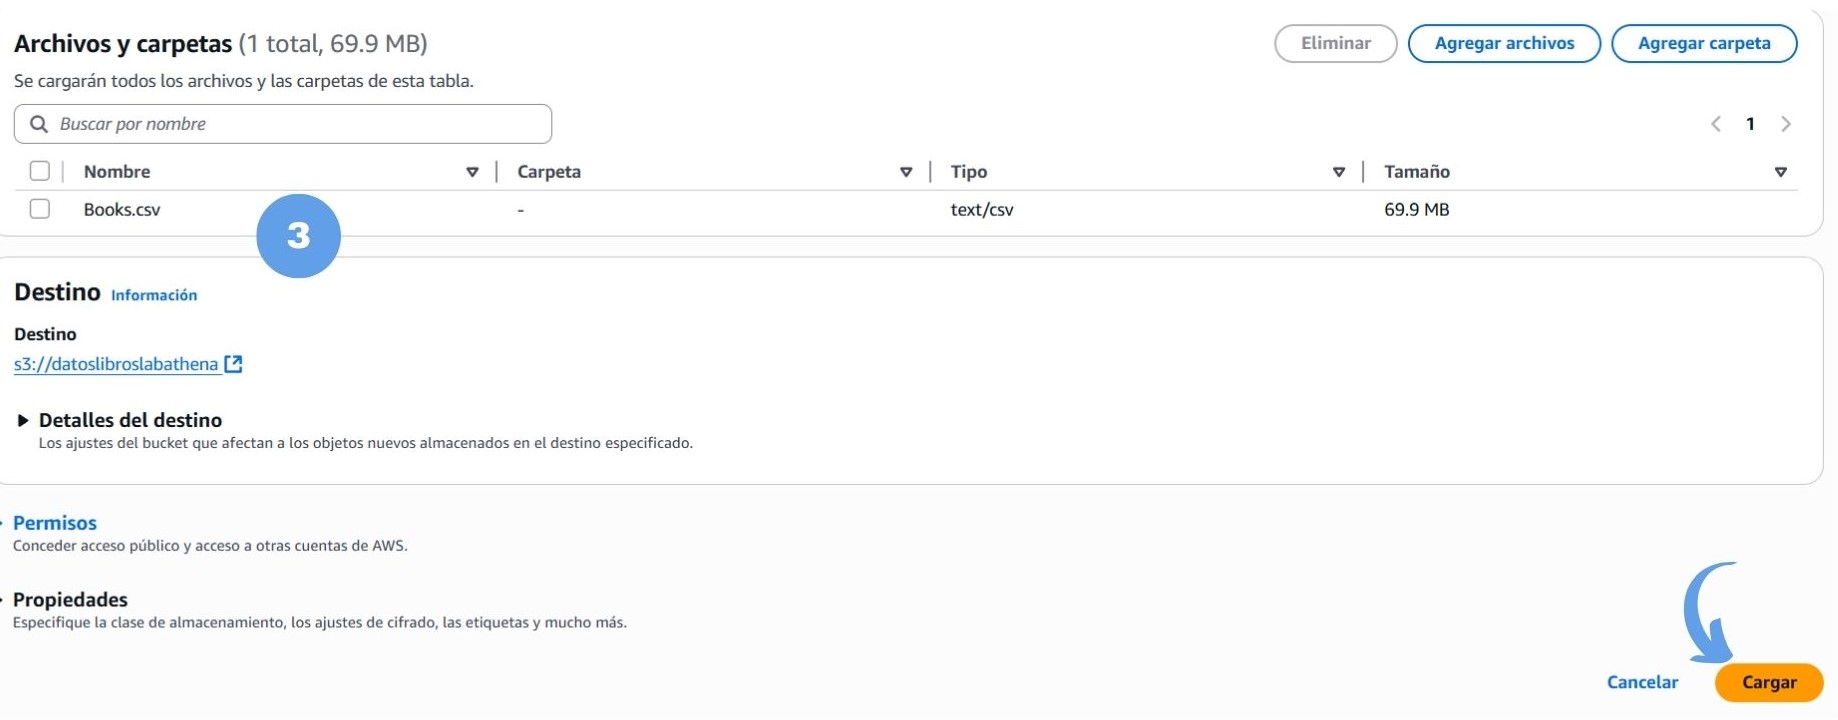 Archivos y carpetas (1 total, 69.9 MB)
Eliminar
Agregar archivos
Agregar carpeta
Se cargarán todos los archivos y las carpetas de esta tabla.
Buscar por nombre
1
Nombre Carpeta Tipo Tamaño
Books.csv - text/csv 69.9 MB
3
Destino Información
Destino
s3://datoslibroslabathena
Detalles del destino
Los ajustes del bucket que afectan a los objetos nuevos almacenados en el destino especificado.
Permisos
Conceder acceso público y acceso a otras cuentas de AWS.
Propiedades
Especifique la clase de almacenamiento, los ajustes de cifrado, las etiquetas y mucho más.
Cancelar
Cargar